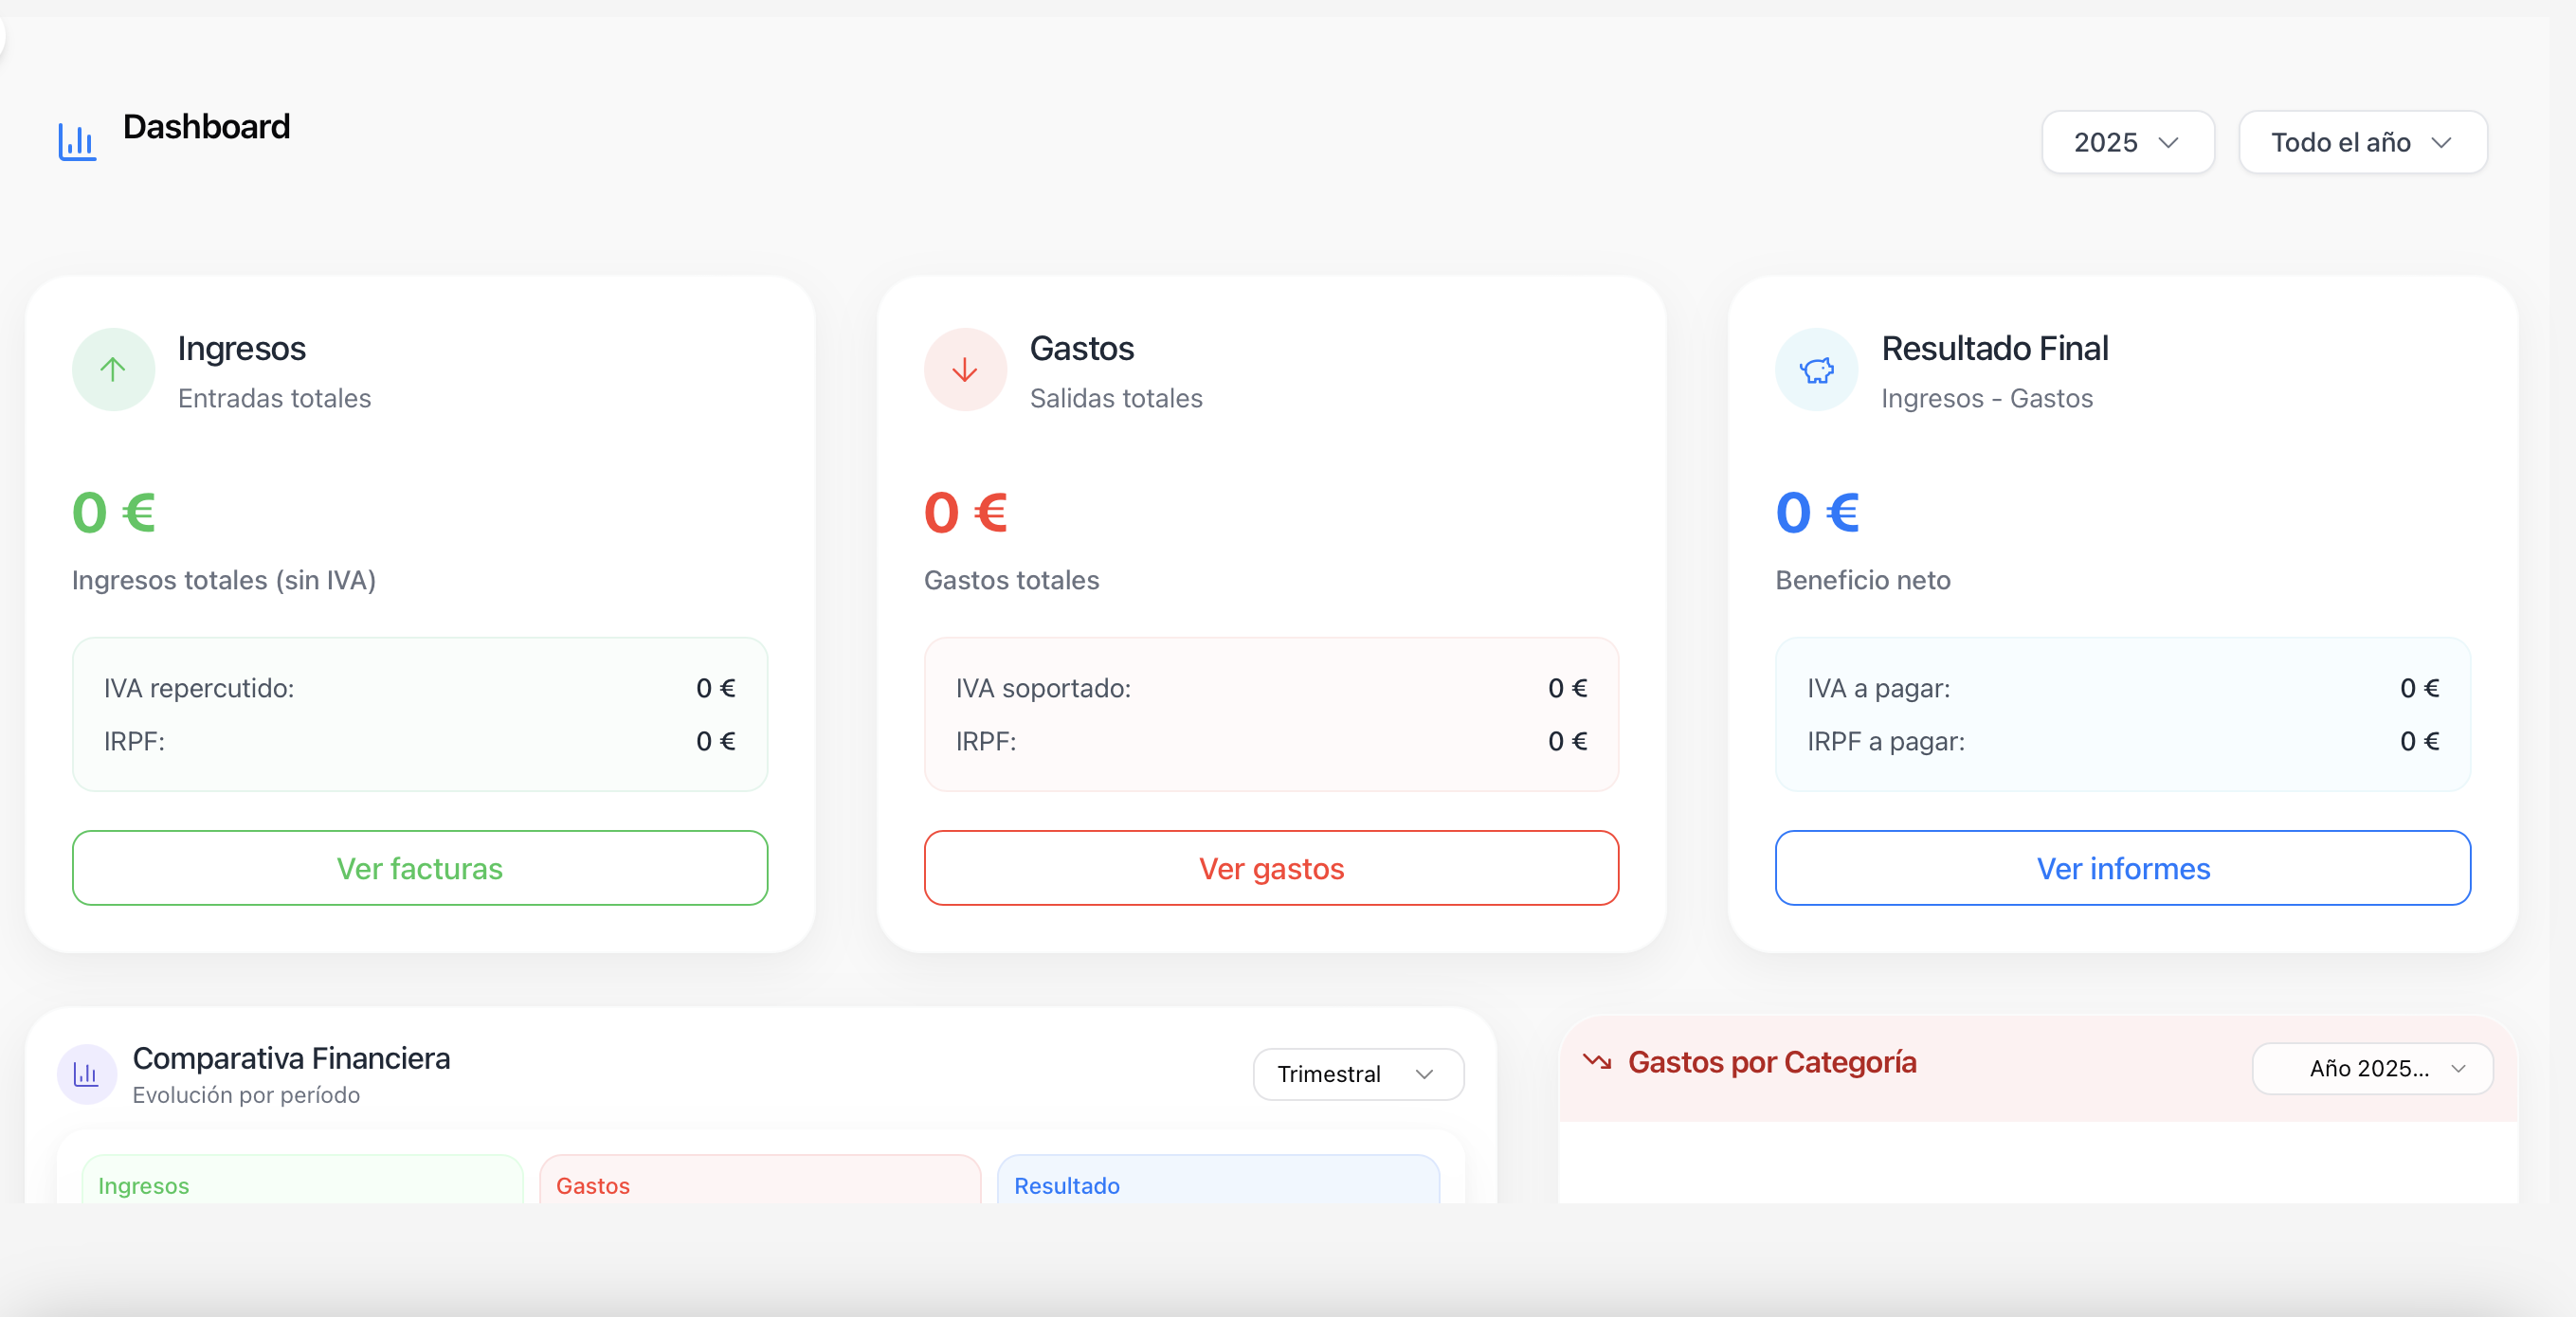 Dashboard
2025
Todo el año
Ingresos
Entradas totales
0 €
Ingresos totales (sin IVA)
IVA repercutido: 0 €
IRPF: 0 €
Ver facturas
Gastos
Salidas totales
0 €
Gastos totales
IVA soportado: 0 €
IRPF: 0 €
Ver gastos
Resultado Final
Ingresos - Gastos
0 €
Beneficio neto
IVA a pagar: 0 €
IRPF a pagar: 0 €
Ver informes
Comparativa Financiera
Evolución por período
Trimestral
Ingresos
Gastos
Resultado
Gastos por Categoría
Año 2025...